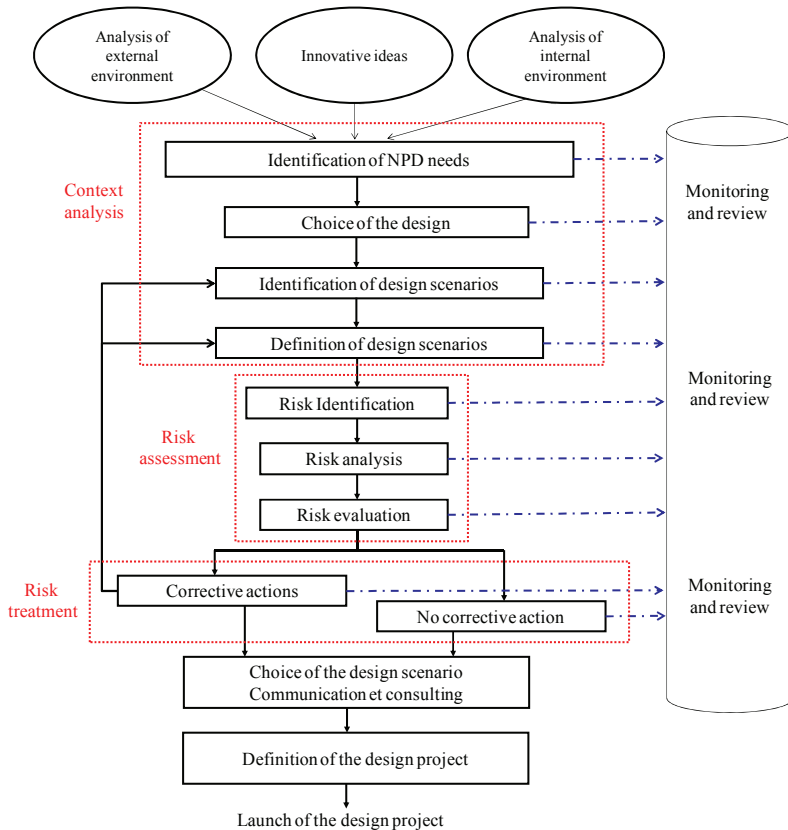 Analysis of
external
environment
Innovative ideas
Analysis of
internal
environment
Identification of NPD needs
Context
analysis
Monitoring
and review
Choice of the design
Identification of design scenarios
Definition of design scenarios
Monitoring
and review
Risk Identification
Risk
assessment
Risk analysis
Risk evaluation
Risk
treatment
Corrective actions
Monitoring
and review
No corrective action
Choice of the design scenario
Communication et consulting
Definition of the design project
Launch of the design project